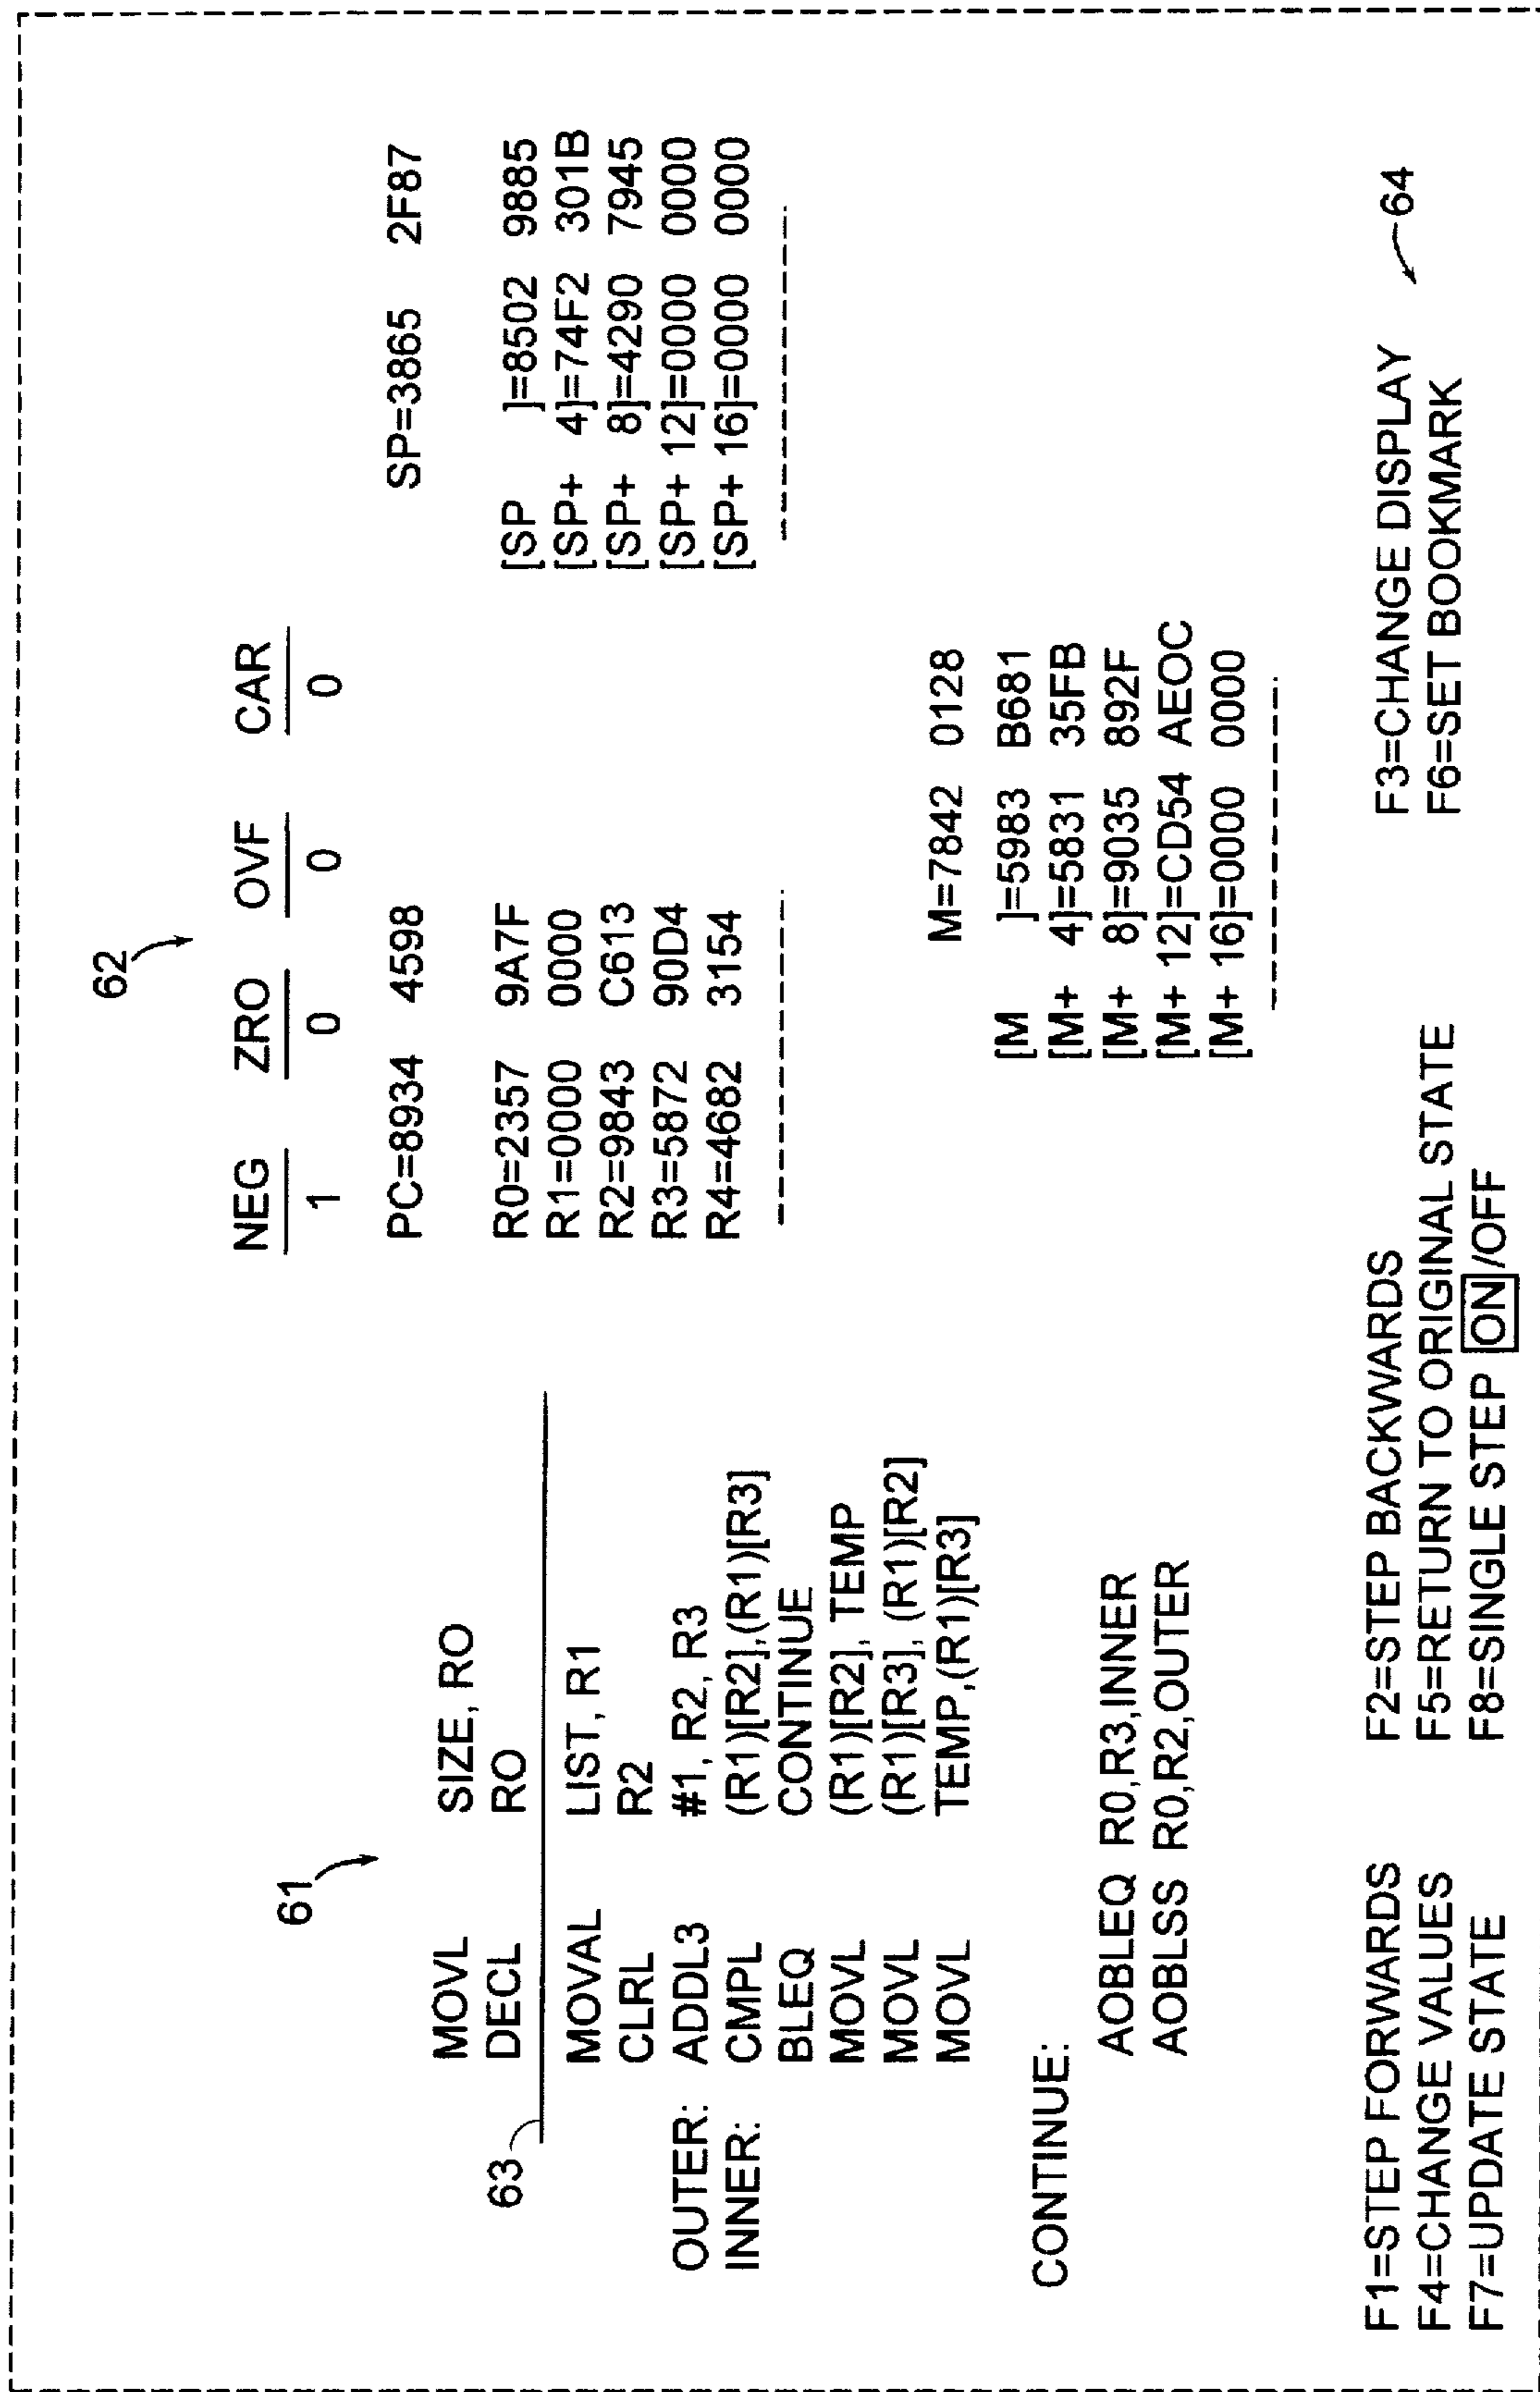 61
MOVL SIZE, RO
DECL RO
63
MOVAL LIST, R1
CLRL R2
OUTER: ADDL3 #1, R2, R3
INNER: CMPL (R1)[R2],(R1)[R3]
BLEQ CONTINUE
MOVL (R1)[R2], TEMP
MOVL (R1)[R3], (R1)[R2]
MOVL TEMP,(R1)[R3]
CONTINUE:
AOBLEQ R0,R3,INNER
AOBLSS R0,R2,OUTER
62
NEG ZRO OVF CAR
1 0 0 0
PC=8934 4598 SP=3865 2F87
R0=2357 9A7F [SP ]=8502 9885
R1=0000 0000 [SP+ 4]=74F2 301B
R2=9843 C613 [SP+ 8]=4290 7945
R3=5872 90D4 [SP+ 12]=0000 0000
R4=4682 3154 [SP+ 16]=0000 0000
M=7842 0128
[M ]=5983 B681
[M+ 4]=5831 35FB
[M+ 8]=9035 892F
[M+ 12]=CD54 AEOC
[M+ 16]=0000 0000
64
F1=STEP FORWARDS F2=STEP BACKWARDS F3=CHANGE DISPLAY
F4=CHANGE VALUES F5=RETURN TO ORIGINAL STATE F6=SET BOOKMARK
F7=UPDATE STATE F8=SINGLE STEP ON/OFF